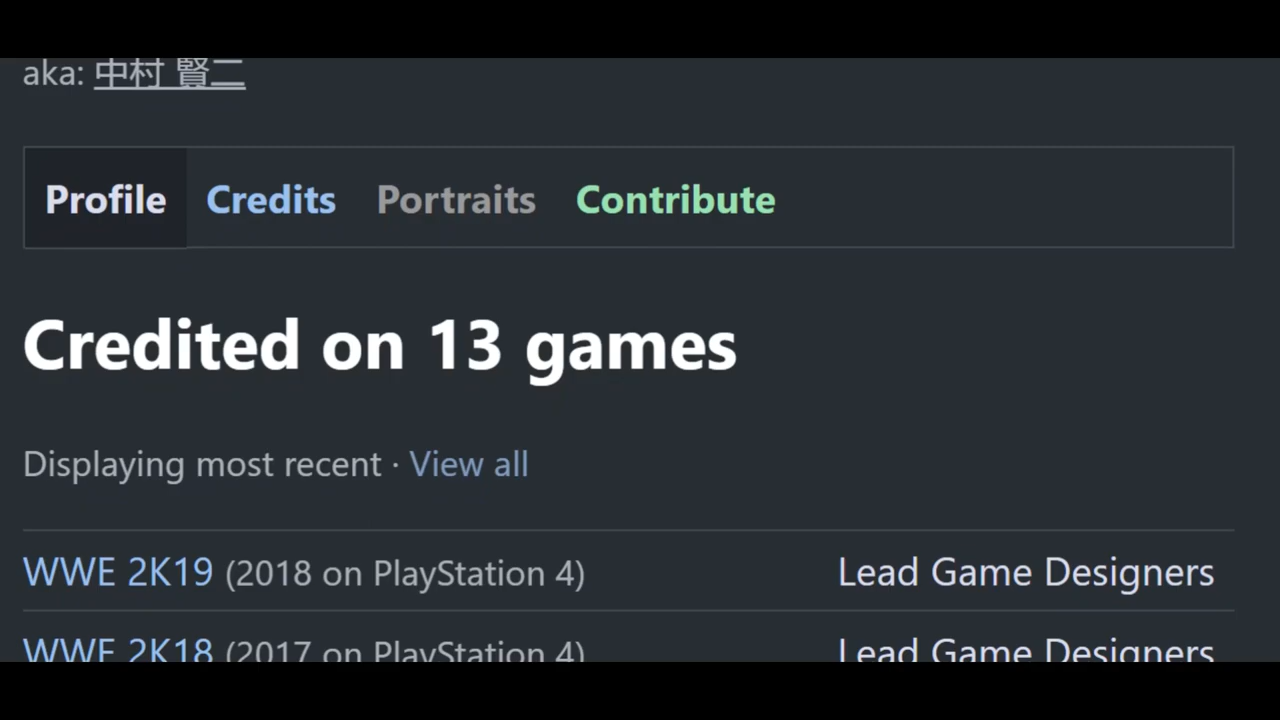 aka: 中村 賢二
Profile Credits Portraits Contribute
Credited on 13 games
Displaying most recent · View all
WWE 2K19 (2018 on PlayStation 4) Lead Game Designers
WWE 2K18 (2017 on PlayStation 4) Lead Game Designers